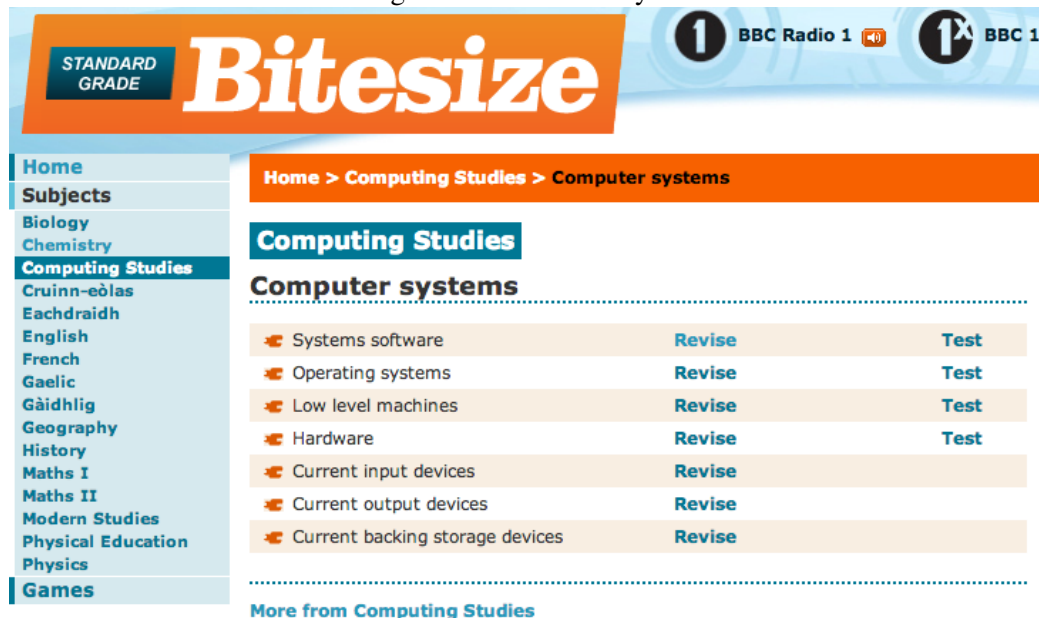 STANDARD
GRADE
Bitesize
BBC Radio 1
BBC 1
Home
Subjects
Biology
Chemistry
Computing Studies
Cruinn-eòlas
Eachdraidh
English
French
Gaelic
Gàidhlig
Geography
History
Maths I
Maths II
Modern Studies
Physical Education
Physics
Games
Home > Computing Studies > Computer systems
Computing Studies
Computer systems
Systems software Revise Test
Operating systems Revise Test
Low level machines Revise Test
Hardware Revise Test
Current input devices Revise
Current output devices Revise
Current backing storage devices Revise
More from Computing Studies